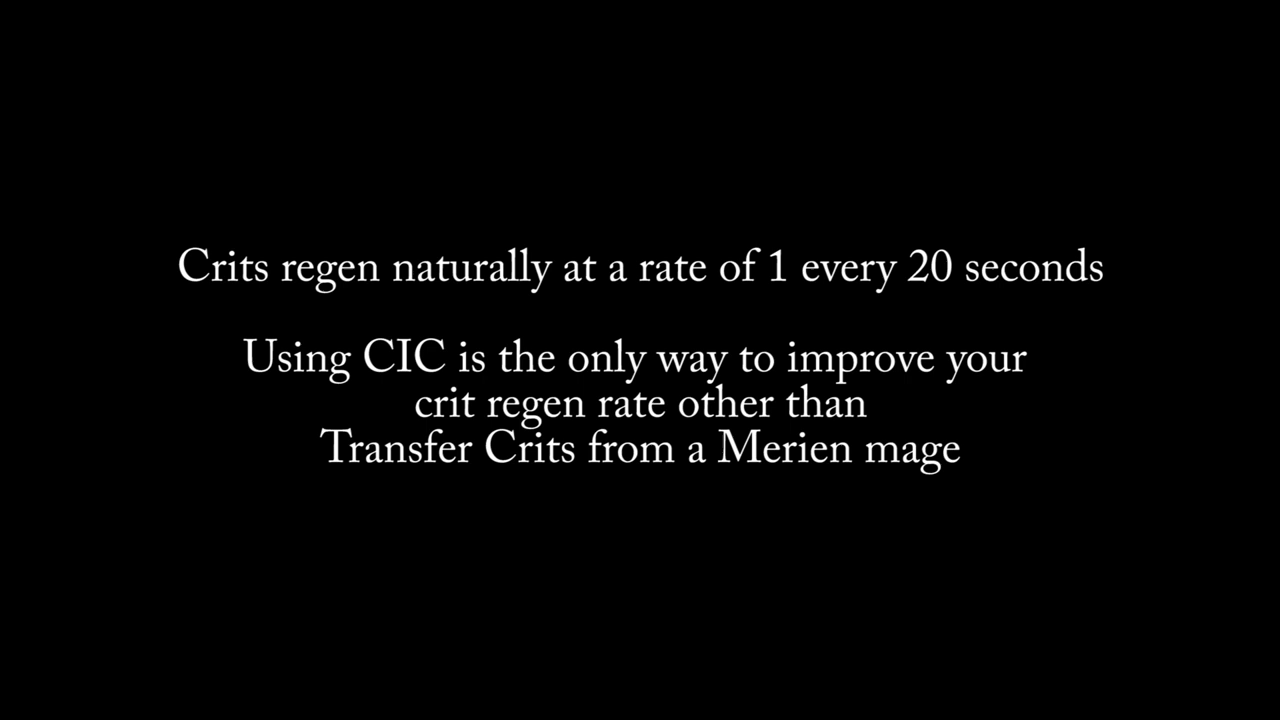 Crits regen naturally at a rate of 1 every 20 seconds
Using CIC is the only way to improve your
crit regen rate other than
Transfer Crits from a Merien mage